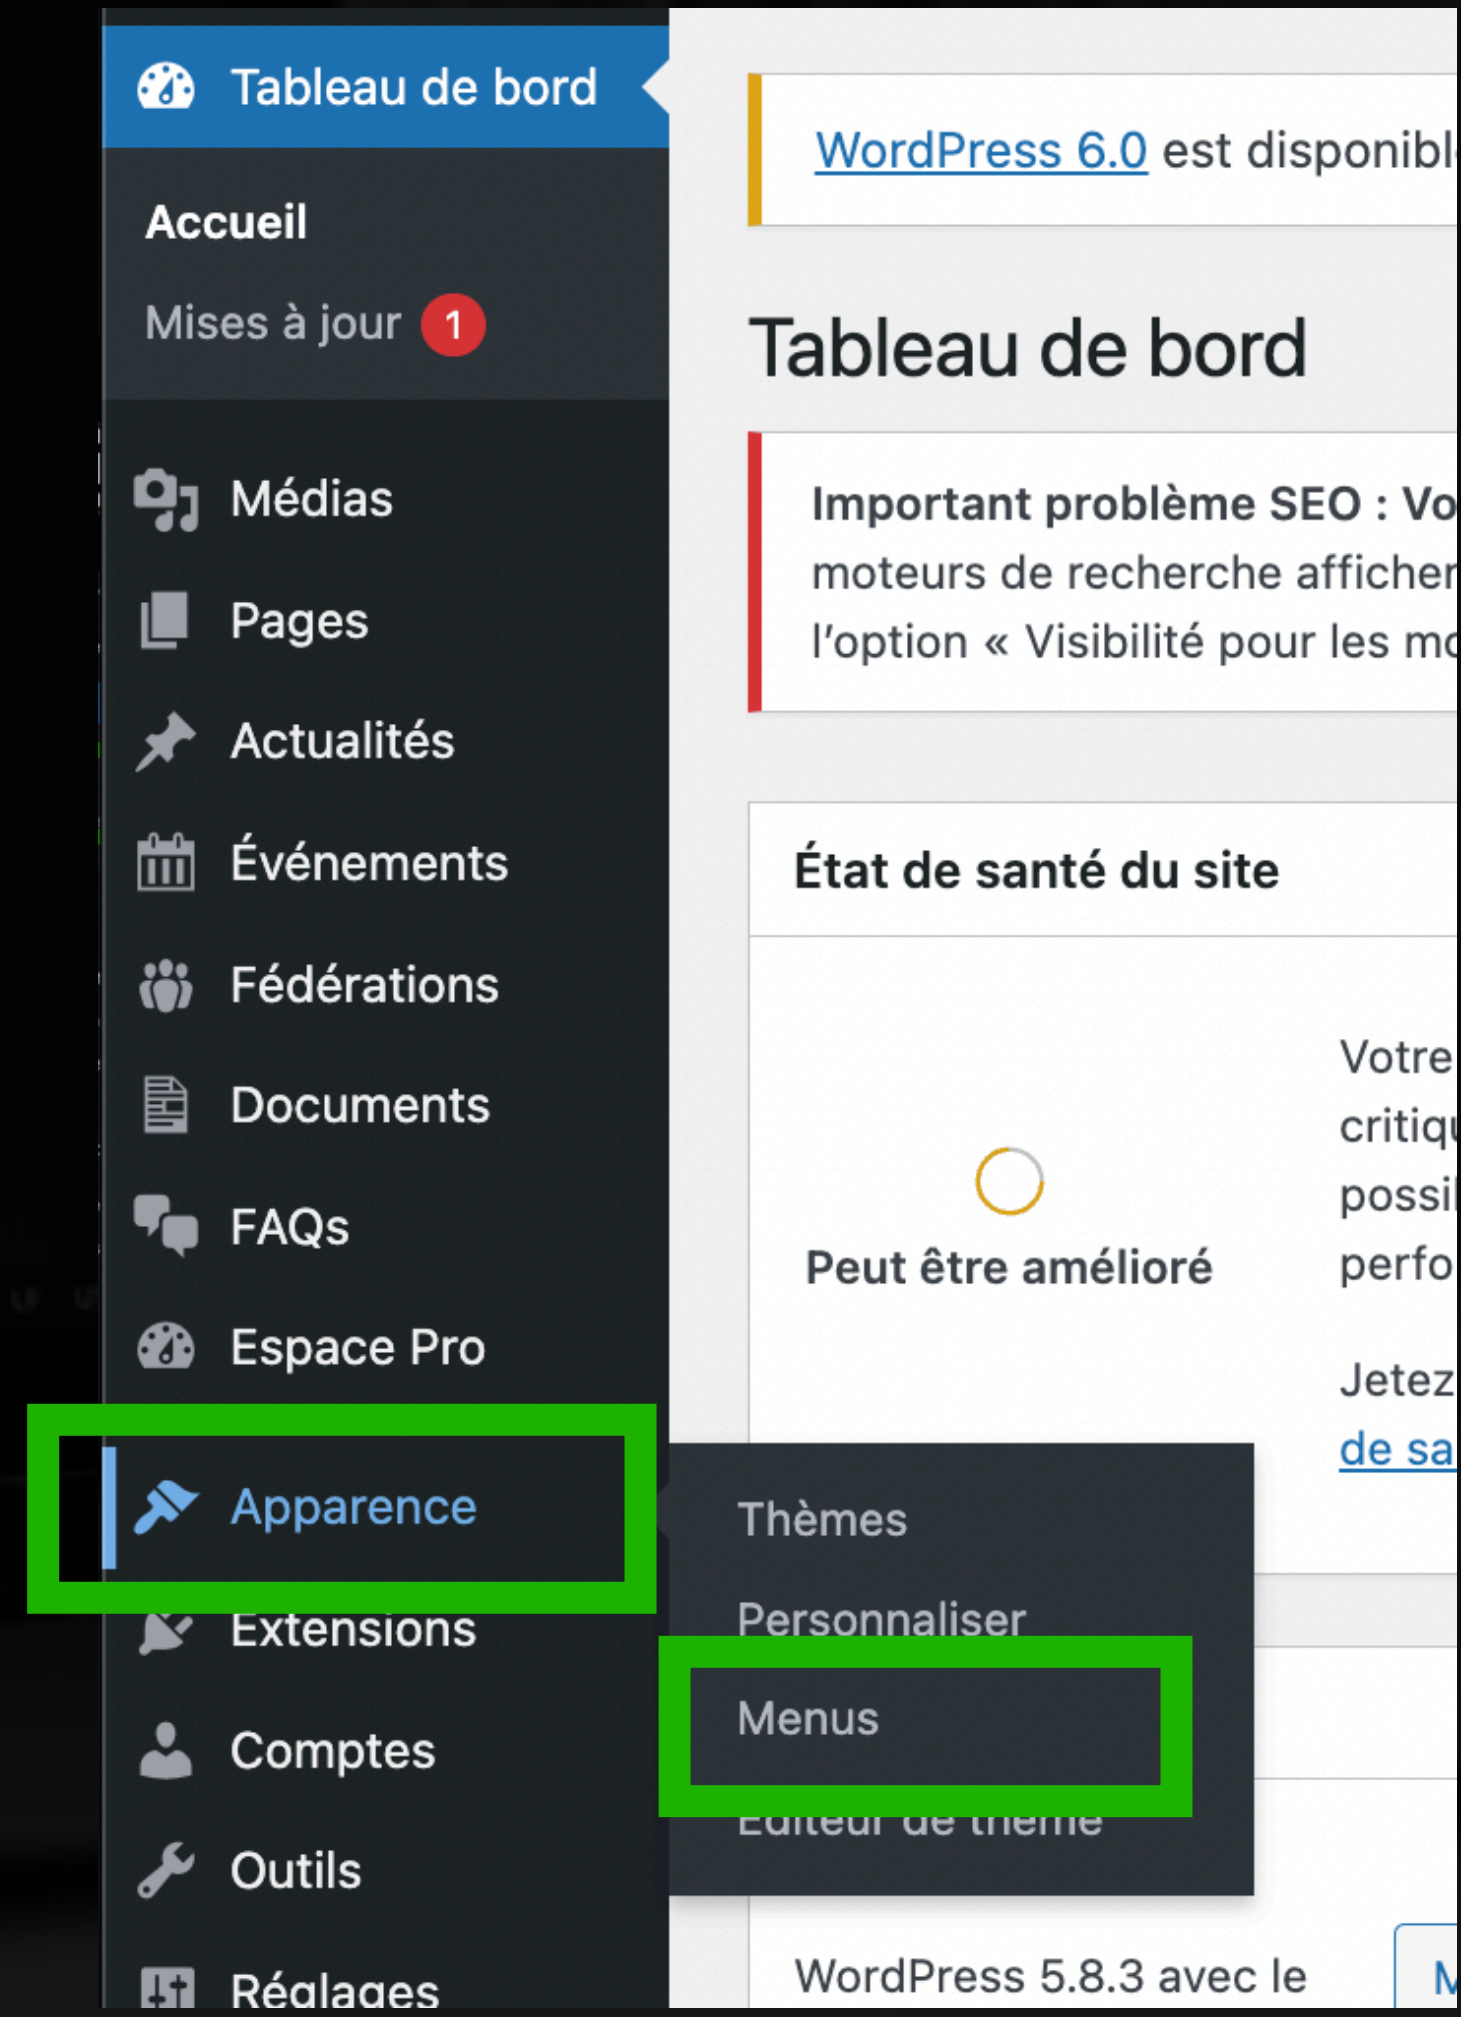 Tableau de bord
Accueil
Mises à jour 1
Médias
Pages
Actualités
Événements
Fédérations
Documents
FAQs
Espace Pro
Apparence
Extensions
Comptes
Outils
Réglages
Thèmes
Personnaliser
Menus
Éditeur de thème
WordPress 6.0 est disponibl
Tableau de bord
Important problème SEO : Vo
moteurs de recherche afficher
l'option « Visibilité pour les mo
État de santé du site
Peut être amélioré
Votre
critiqu
possi
perfo
Jetez
de sa
WordPress 5.8.3 avec le
M